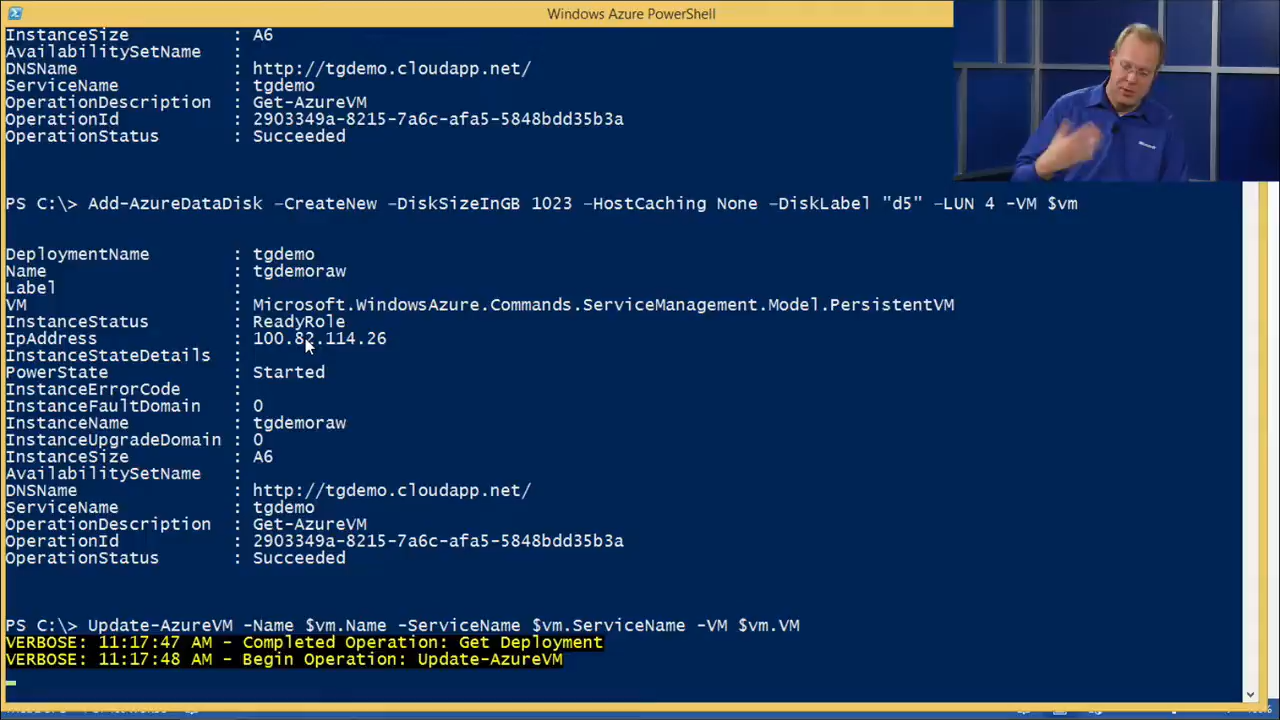 Windows Azure PowerShell
InstanceSize : A6
AvailabilitySetName :
DNSName : http://tgdemo.cloudapp.net/
ServiceName : tgdemo
OperationDescription : Get-AzureVM
OperationId : 2903349a-8215-7a6c-afa5-5848bdd35b3a
OperationStatus : Succeeded
PS C:\> Add-AzureDataDisk –CreateNew –DiskSizeInGB 1023 –HostCaching None –DiskLabel "d5" –LUN 4 -VM $vm
DeploymentName : tgdemo
Name : tgdemoraw
Label :
VM : Microsoft.WindowsAzure.Commands.ServiceManagement.Model.PersistentVM
InstanceStatus : ReadyRole
IpAddress : 100.82.114.26
InstanceStateDetails :
PowerState : Started
InstanceErrorCode :
InstanceFaultDomain : 0
InstanceName : tgdemoraw
InstanceUpgradeDomain : 0
InstanceSize : A6
AvailabilitySetName :
DNSName : http://tgdemo.cloudapp.net/
ServiceName : tgdemo
OperationDescription : Get-AzureVM
OperationId : 2903349a-8215-7a6c-afa5-5848bdd35b3a
OperationStatus : Succeeded
PS C:\> Update-AzureVM -Name $vm.Name -ServiceName $vm.ServiceName -VM $vm.VM
VERBOSE: 11:17:47 AM - Completed Operation: Get Deployment
VERBOSE: 11:17:48 AM - Begin Operation: Update-AzureVM